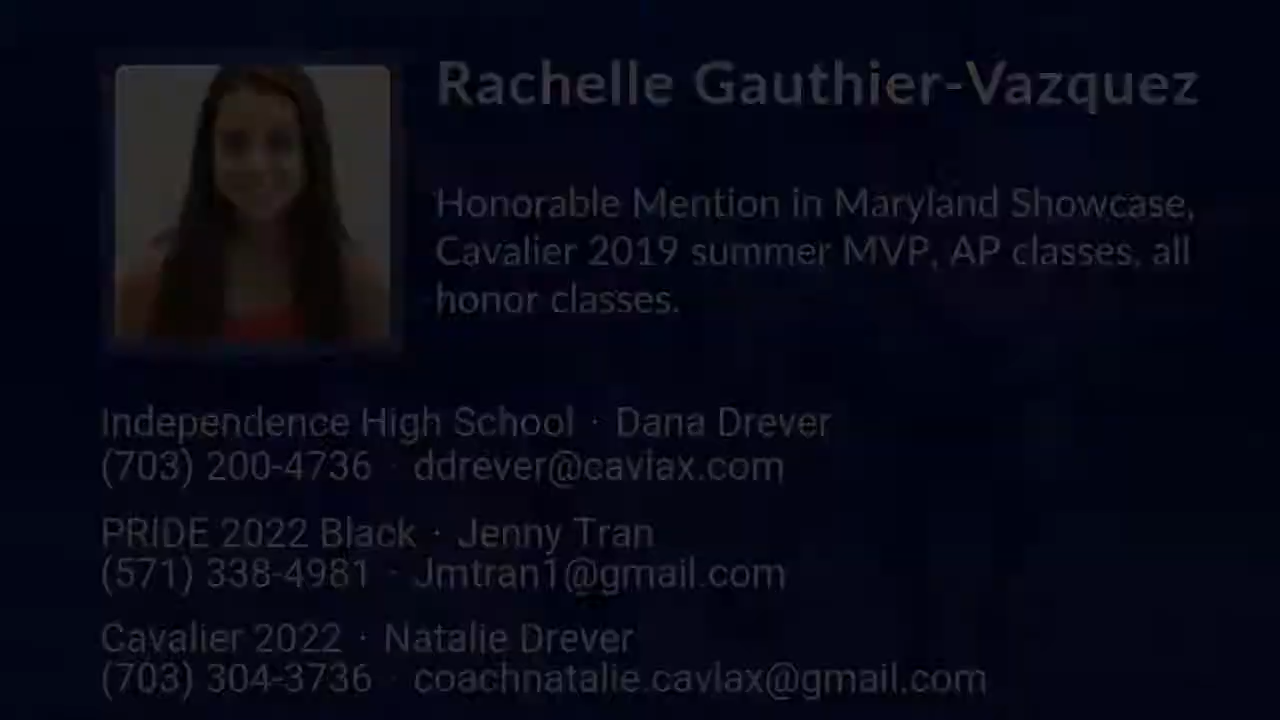 Rachelle Gauthier-Vazquez
Honorable Mention in Maryland Showcase,
Cavalier 2019 summer MVP, AP classes, all
honor classes.
Independence High School · Dana Drever
(703) 200-4736 · ddrever@cavlax.com
PRIDE 2022 Black · Jenny Tran
(571) 338-4981 · Jmtran1@gmail.com
Cavalier 2022 · Natalie Drever
(703) 304-3736 · coachnatalie.cavlax@gmail.com